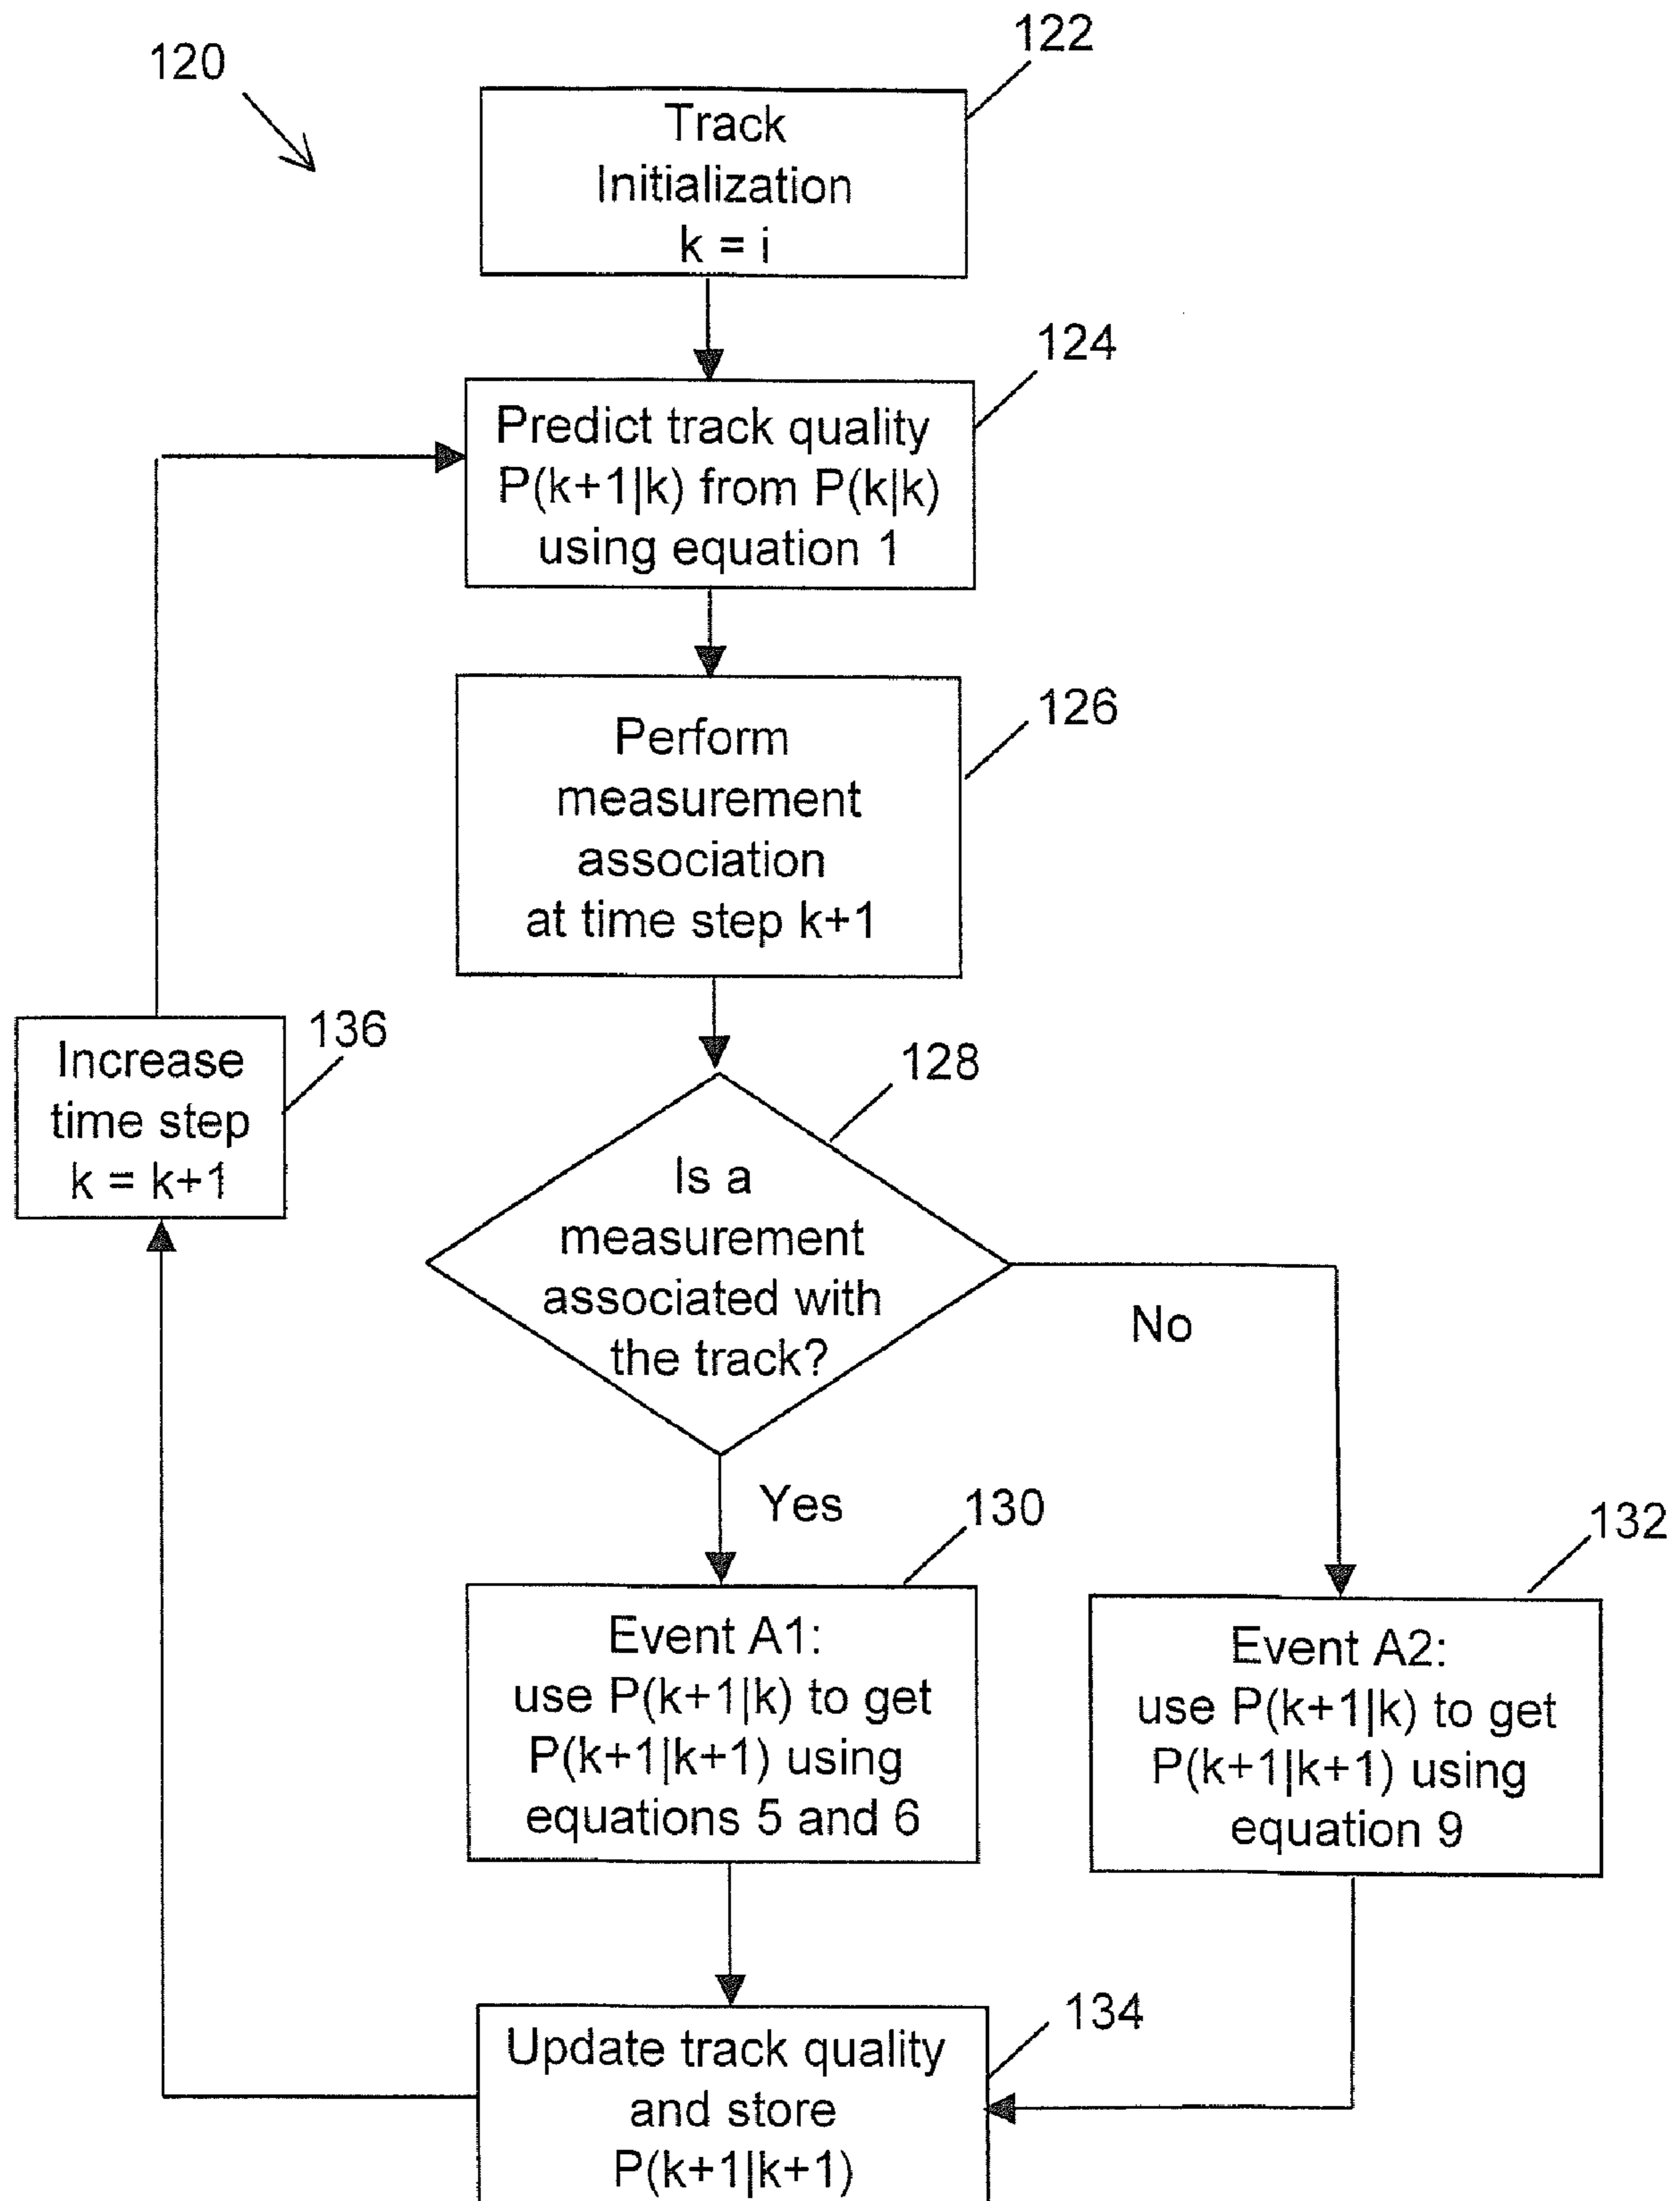 120
122
Track
Initialization
k = i
124
Predict track quality
P(k+1|k) from P(k|k)
using equation 1
126
Perform
measurement
association
at time step k+1
136
Increase
time step
k = k+1
128
Is a
measurement
associated with
the track?
No
Yes
130
Event A1:
use P(k+1|k) to get
P(k+1|k+1) using
equations 5 and 6
132
Event A2:
use P(k+1|k) to get
P(k+1|k+1) using
equation 9
134
Update track quality
and store
P(k+1|k+1)